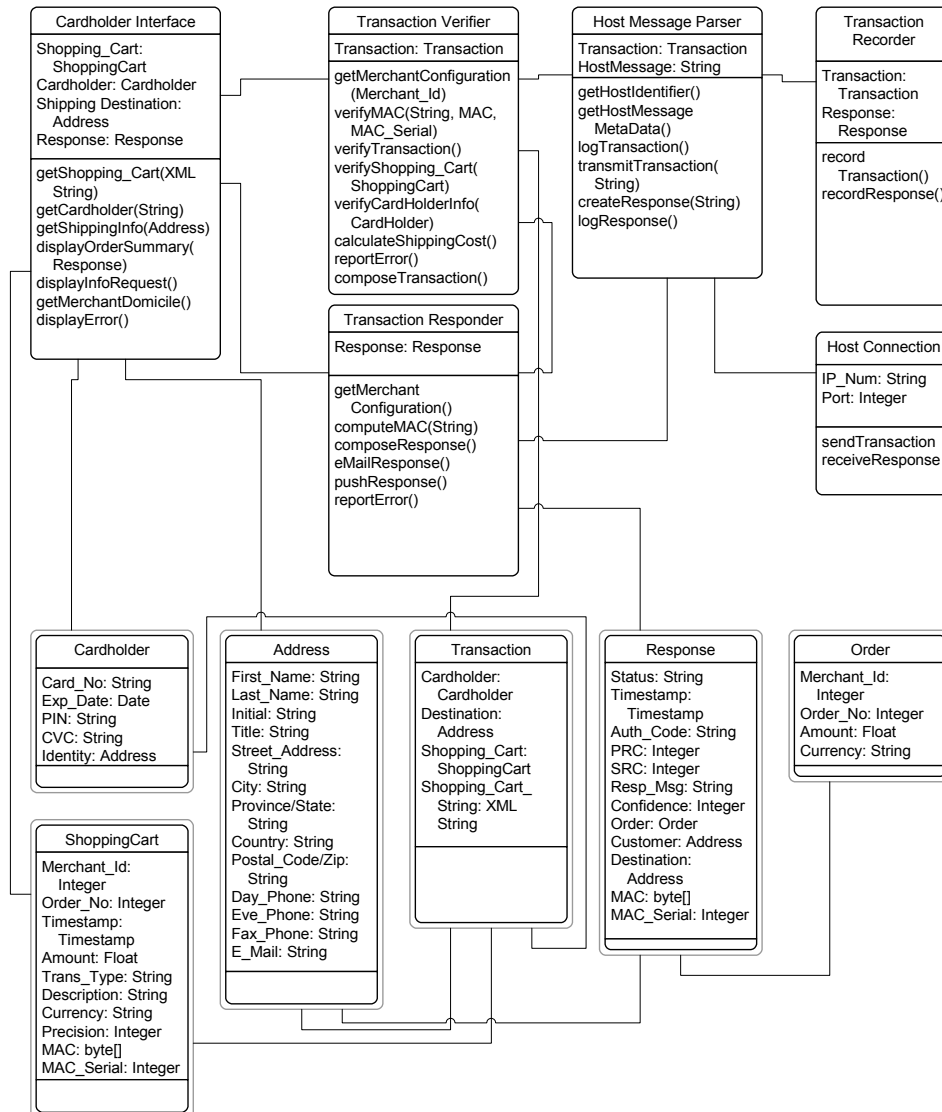 Cardholder Interface
Shopping_Cart:
ShoppingCart
Cardholder: Cardholder
Shipping Destination:
Address
Response: Response
getShopping_Cart(XML
String)
getCardholder(String)
getShippingInfo(Address)
displayOrderSummary(
Response)
displayInfoRequest()
getMerchantDomicile()
displayError()
Transaction Verifier
Transaction: Transaction
getMerchantConfiguration
(Merchant_Id)
verifyMAC(String, MAC,
MAC_Serial)
verifyTransaction()
verifyShopping_Cart(
ShoppingCart)
verifyCardHolderInfo(
CardHolder)
calculateShippingCost()
reportError()
composeTransaction()
Host Message Parser
Transaction: Transaction
HostMessage: String
getHostIdentifier()
getHostMessage
MetaData()
logTransaction()
transmitTransaction(
String)
createResponse(String)
logResponse()
Transaction
Recorder
Transaction:
Transaction
Response:
Response
record
Transaction()
recordResponse()
Transaction Responder
Response: Response
getMerchant
Configuration()
computeMAC(String)
composeResponse()
eMailResponse()
pushResponse()
reportError()
Host Connection
IP_Num: String
Port: Integer
sendTransaction
receiveResponse
Cardholder
Card_No: String
Exp_Date: Date
PIN: String
CVC: String
Identity: Address
Address
First_Name: String
Last_Name: String
Initial: String
Title: String
Street_Address:
String
City: String
Province/State:
String
Country: String
Postal_Code/Zip:
String
Day_Phone: String
Eve_Phone: String
Fax_Phone: String
E_Mail: String
Transaction
Cardholder:
Cardholder
Destination:
Address
Shopping_Cart:
ShoppingCart
Shopping_Cart_
String: XML
String
Response
Status: String
Timestamp:
Timestamp
Auth_Code: String
PRC: Integer
SRC: Integer
Resp_Msg: String
Confidence: Integer
Order: Order
Customer: Address
Destination:
Address
MAC: byte[]
MAC_Serial: Integer
Order
Merchant_Id:
Integer
Order_No: Integer
Amount: Float
Currency: String
ShoppingCart
Merchant_Id:
Integer
Order_No: Integer
Timestamp:
Timestamp
Amount: Float
Trans_Type: String
Description: String
Currency: String
Precision: Integer
MAC: byte[]
MAC_Serial: Integer